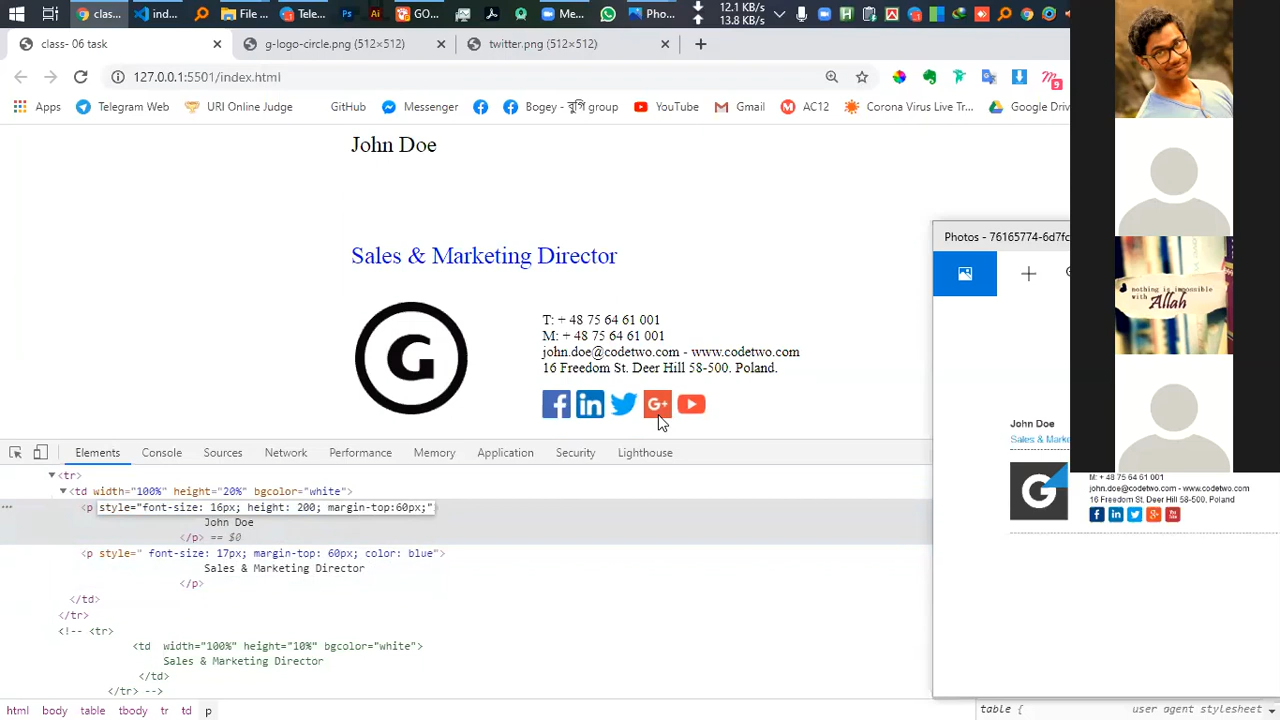 clas
ind
File
Tele
Me
Pho
12.1 KB/s
13.8 KB/s
class- 06 task
g-logo-circle.png (512×512)
twitter.png (512×512)
127.0.0.1:5501/index.html
9
Apps
Telegram Web
URI Online Judge
GitHub
Messenger
Bogey - বুগি group
YouTube
Gmail
AC12
Corona Virus Live Tr...
Google Driv
John Doe
Sales & Marketing Director
G
T: + 48 75 64 61 001
M: + 48 75 64 61 001
john.doe@codetwo.com - www.codetwo.com
16 Freedom St. Deer Hill 58-500. Poland.
f in G+
Elements Console Sources Network Performance Memory Application Security Lighthouse
<tr>
<td width="100%" height="20%" bgcolor="white">
<p style="font-size: 16px; height: 200; margin-top:60px;"
John Doe
</p> == $0
<p style=" font-size: 17px; margin-top: 60px; color: blue">
Sales & Marketing Director
</p>
</td>
</tr>
<!-- <tr>
<td width="100%" height="10%" bgcolor="white">
Sales & Marketing Director
</td>
</tr> -->
html body table tbody tr td p
table {
user agent stylesheet
Photos - 76165774-6d7fc
John Doe
Sales & Marke
G
M: + 48 75 64 61 001
john.doe@codetwo.com - www.codetwo.com
16 Freedom St. Deer Hill 58-500. Poland
nothing is impossible
with Allah